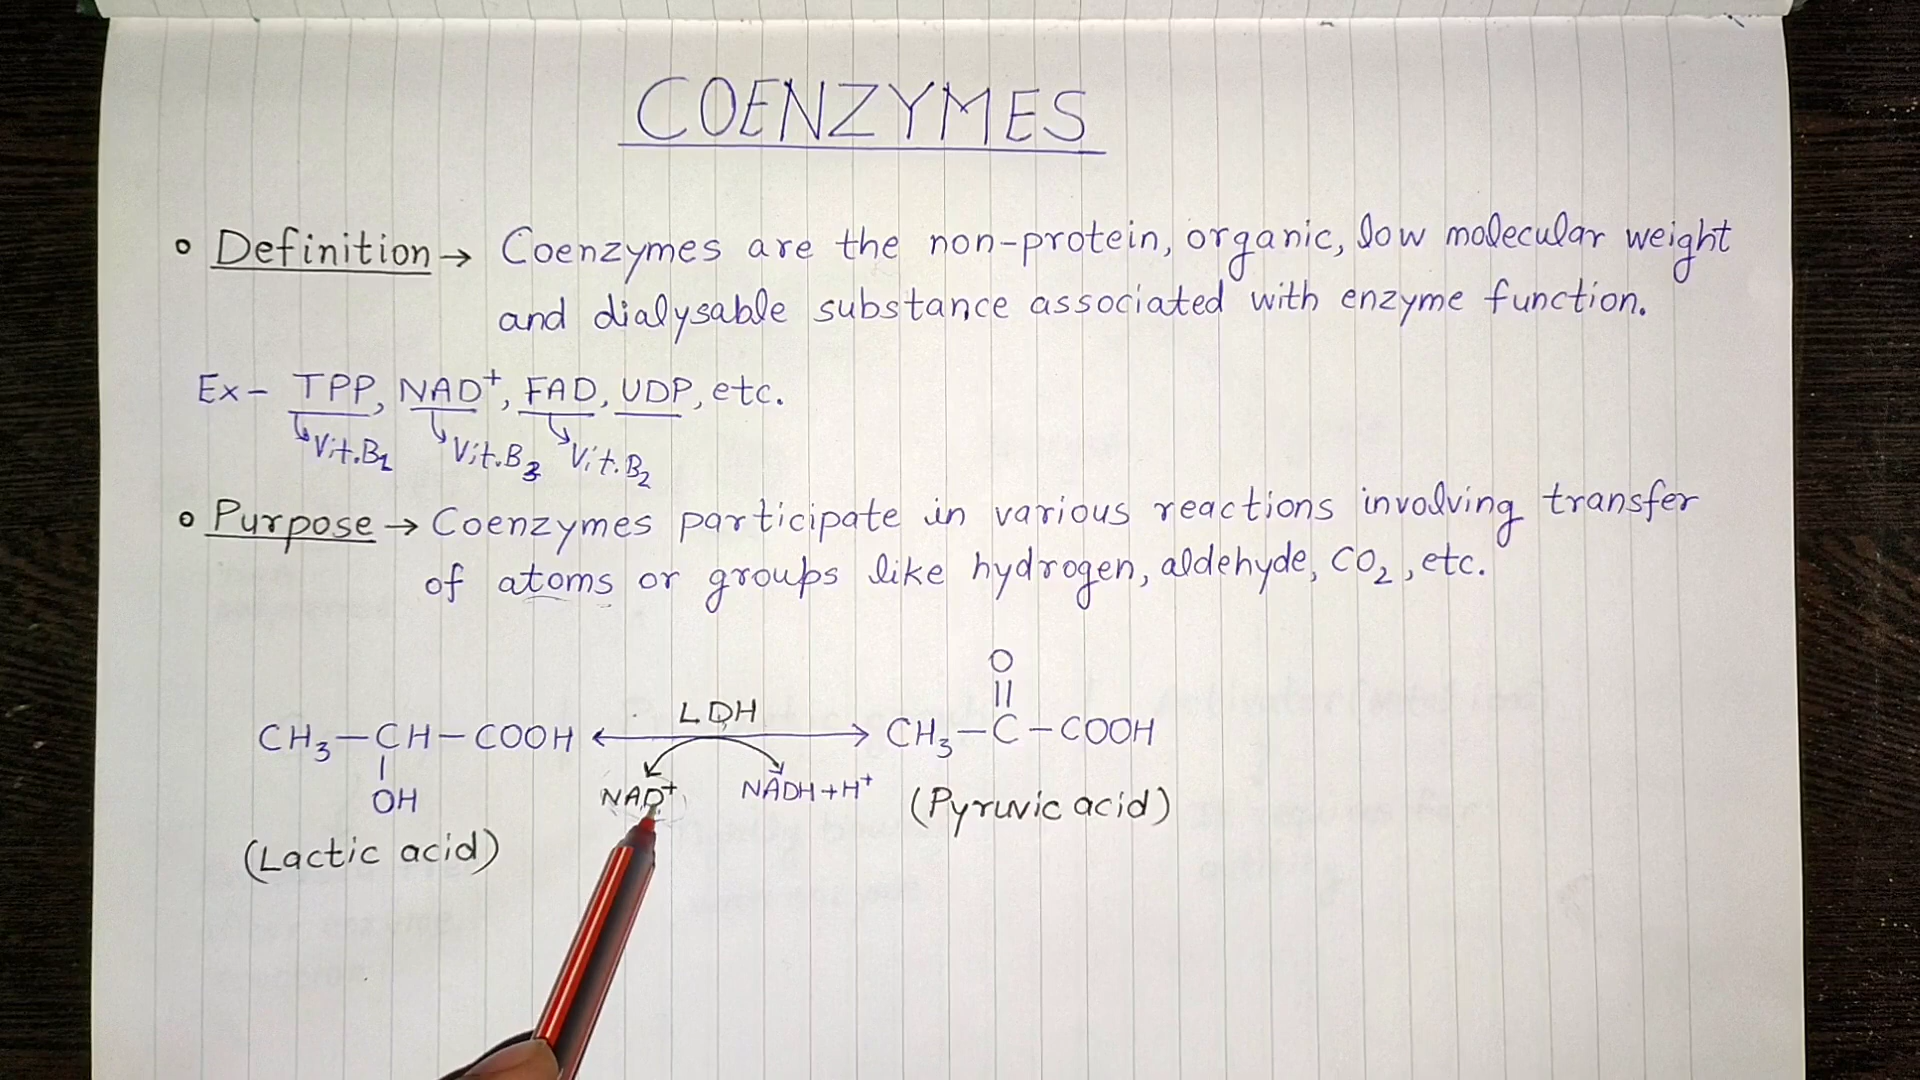 COENZYMES
• Definition → Coenzymes are the non-protein, organic, low molecular weight
and dialysable substance associated with enzyme function.
Ex- TPP, NAD⁺, FAD, UDP, etc.
Vit.B₁ Vit.B₃ Vit.B₂
• Purpose → Coenzymes participate in various reactions involving transfer
of atoms or groups like hydrogen, aldehyde, CO₂, etc.
O
||
LDH
CH₃—CH—COOH ⟷ CH₃—C—COOH
|
OH NAD⁺ NADH+H⁺ (Pyruvic acid)
(Lactic acid)